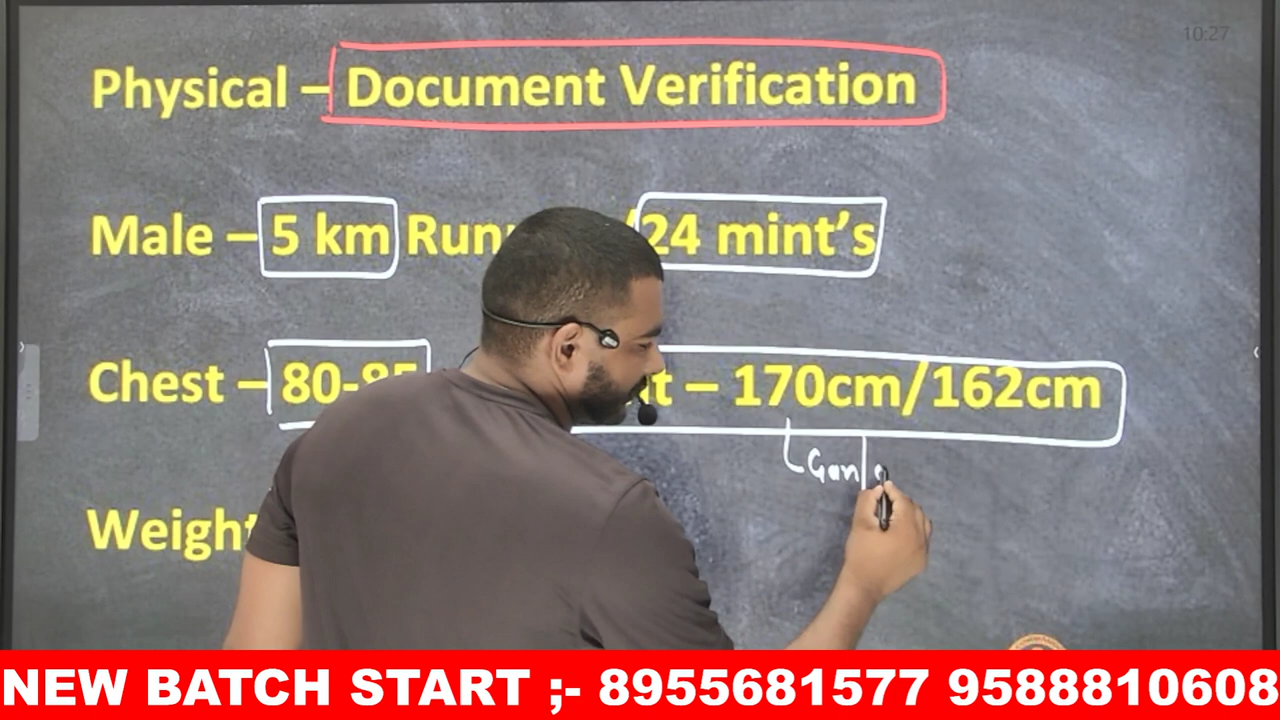 10:27
Physical – Document Verification
Male – 5 km /24 mint's
Chest – 80-85 – 170cm/162cm
Gen/
Weight
NEW BATCH START ;- 8955681577 9588810608